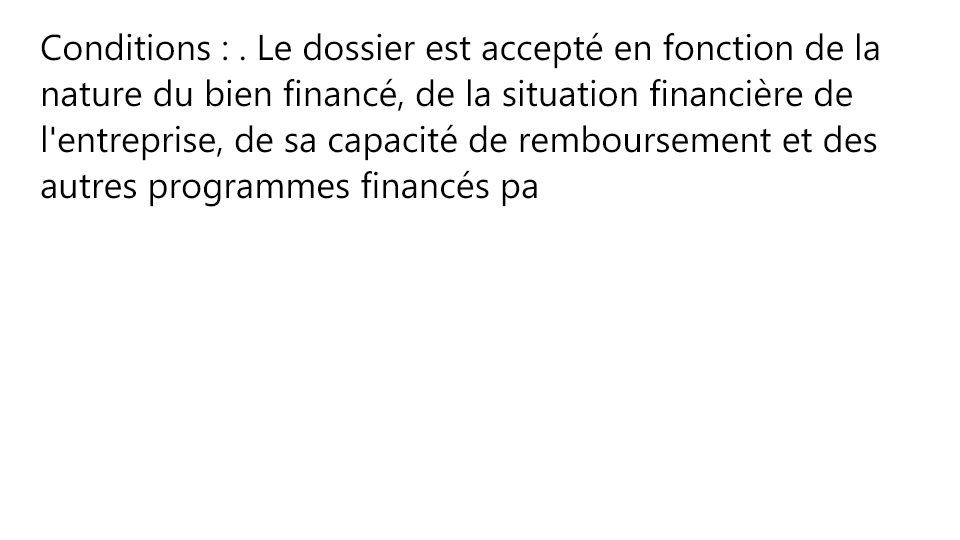 Conditions : . Le dossier est accepté en fonction de la
nature du bien financé, de la situation financière de
l'entreprise, de sa capacité de remboursement et des
autres programmes financés pa